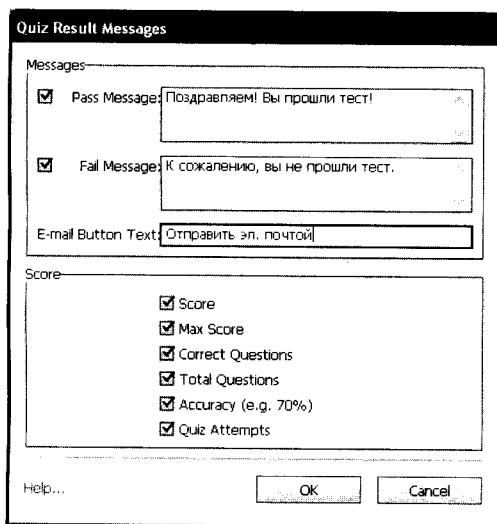 Quiz Result Messages
Messages
Pass Message: Поздравляем! Вы прошли тест!
Fail Message: К сожалению, вы не прошли тест.
E-mail Button Text: Отправить эл. почтой
Score
Score
Max Score
Correct Questions
Total Questions
Accuracy (e.g. 70%)
Quiz Attempts
Help... OK Cancel